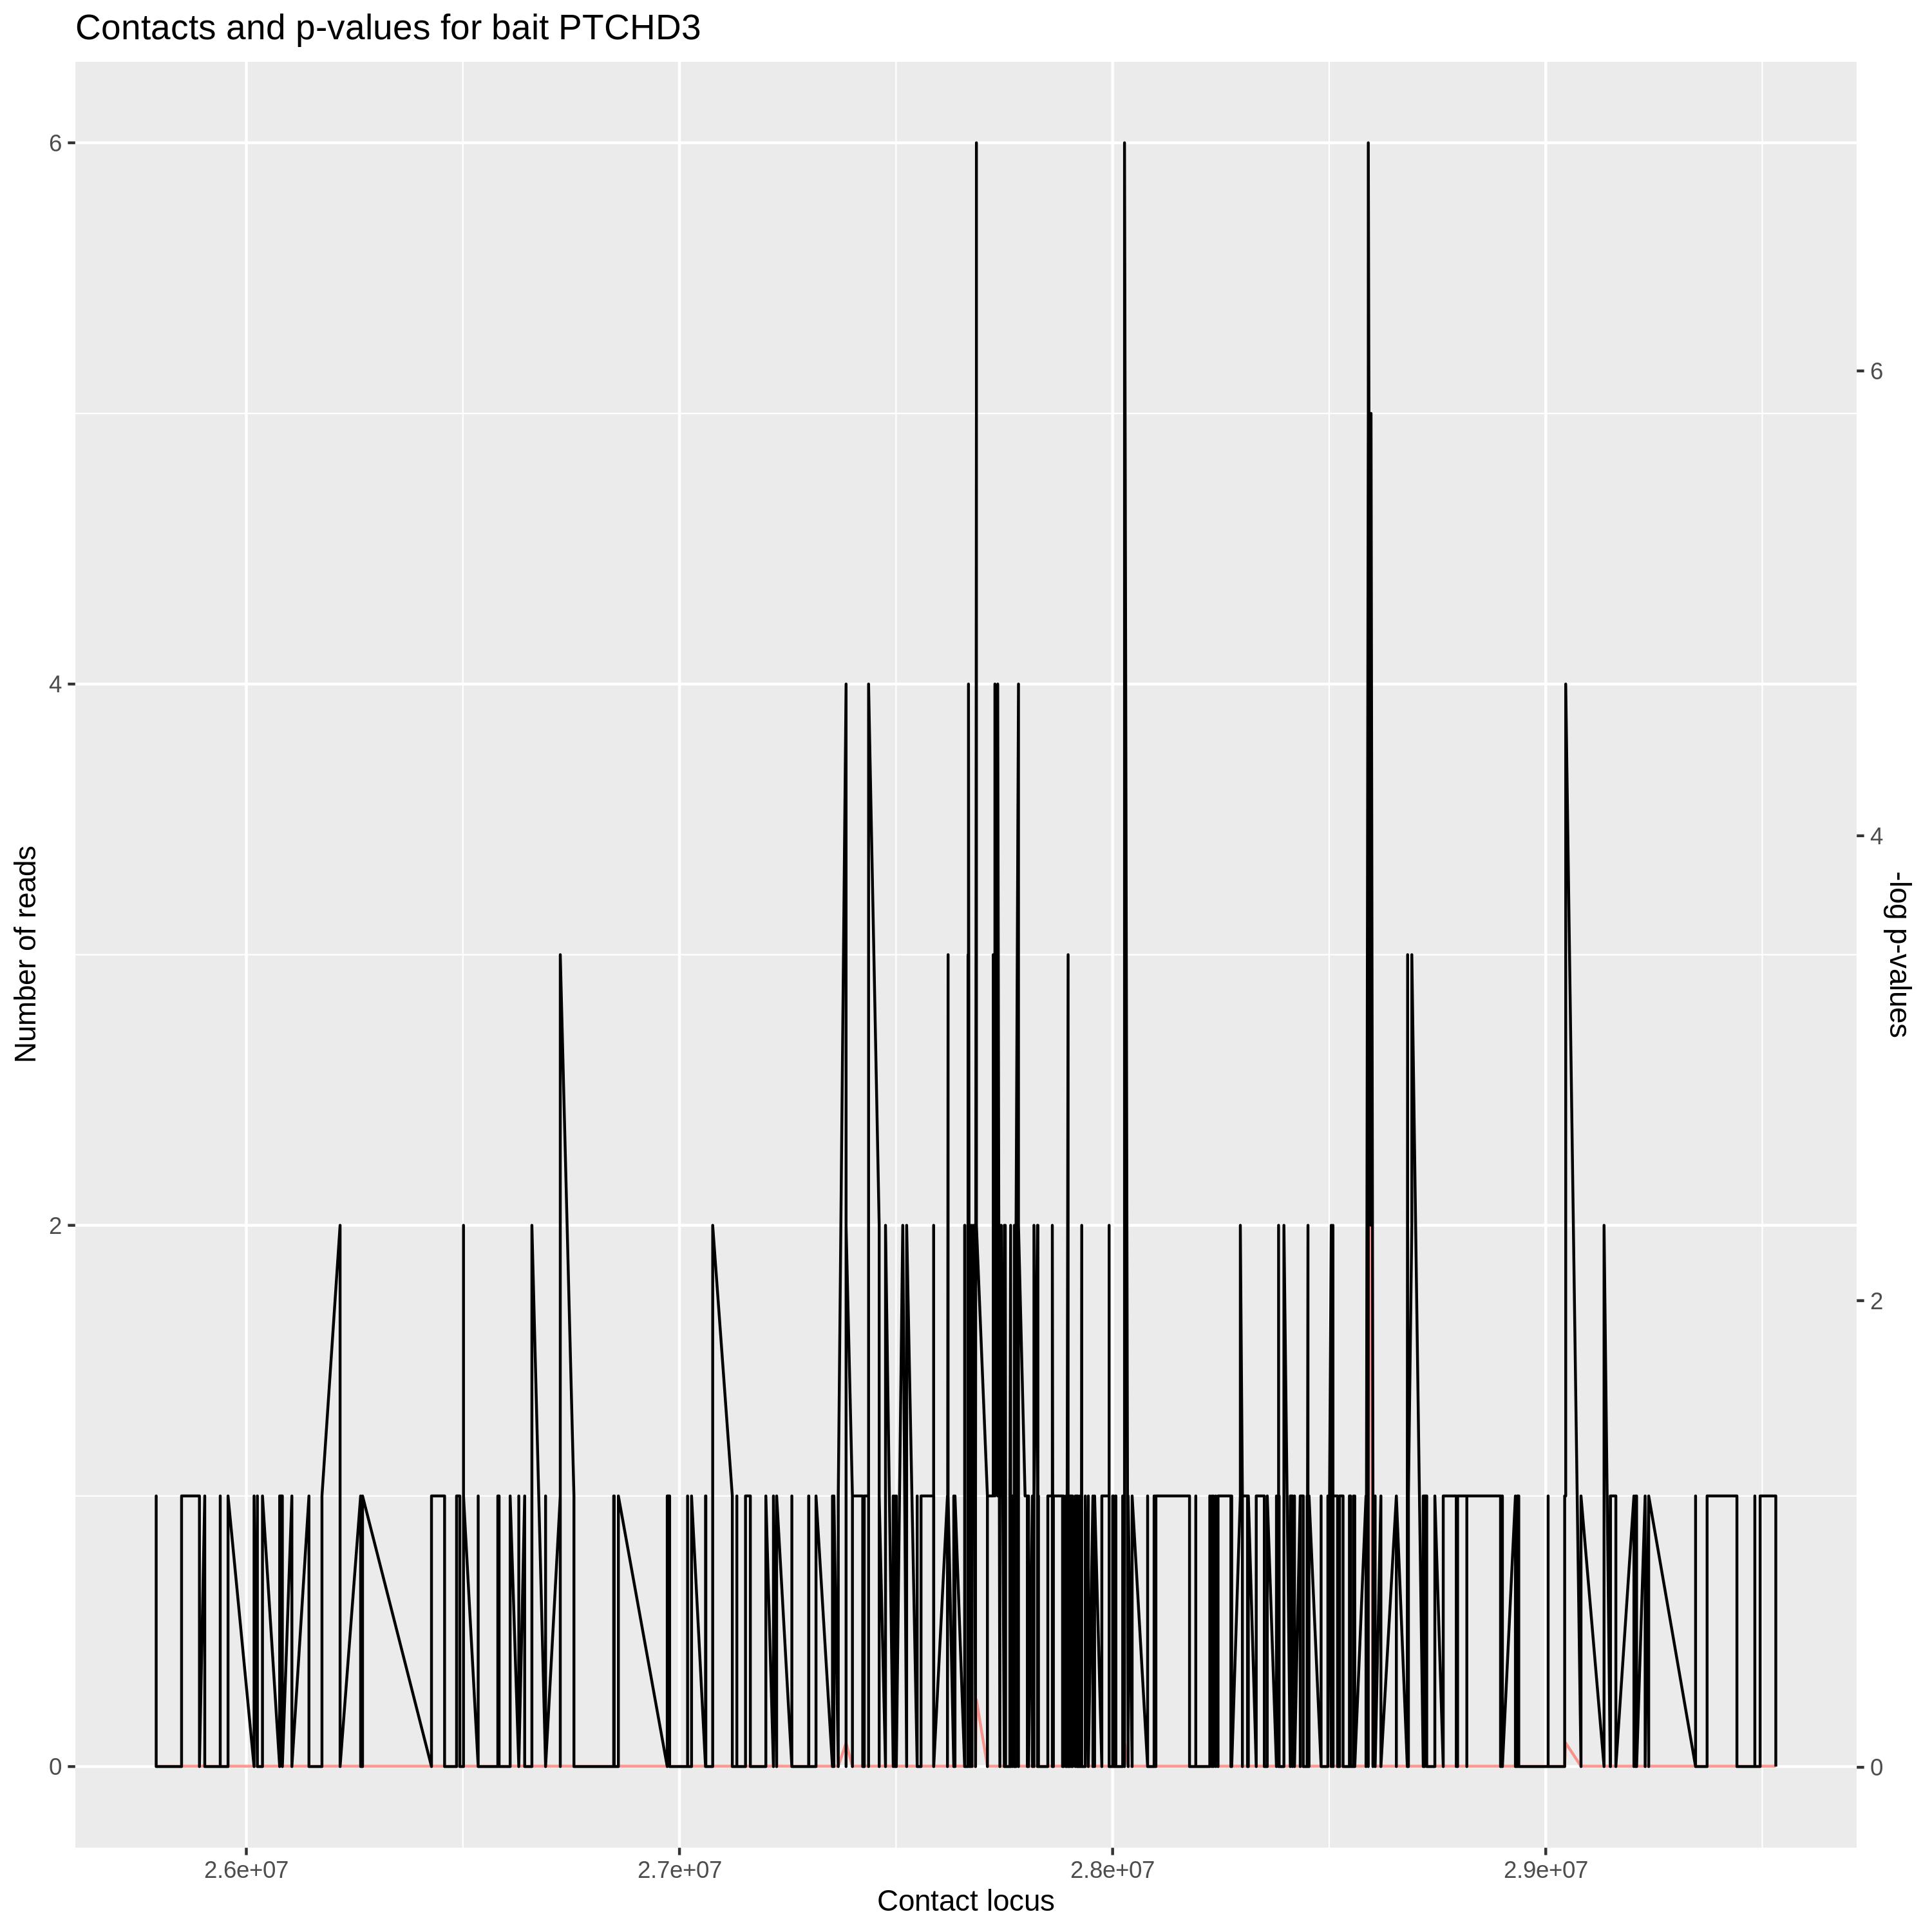 Contacts and p-values for bait PTCHD3
6
4
2
0
Number of reads
6
4
2
0
-log p-values
2.6e+07 2.7e+07 2.8e+07 2.9e+07
Contact locus